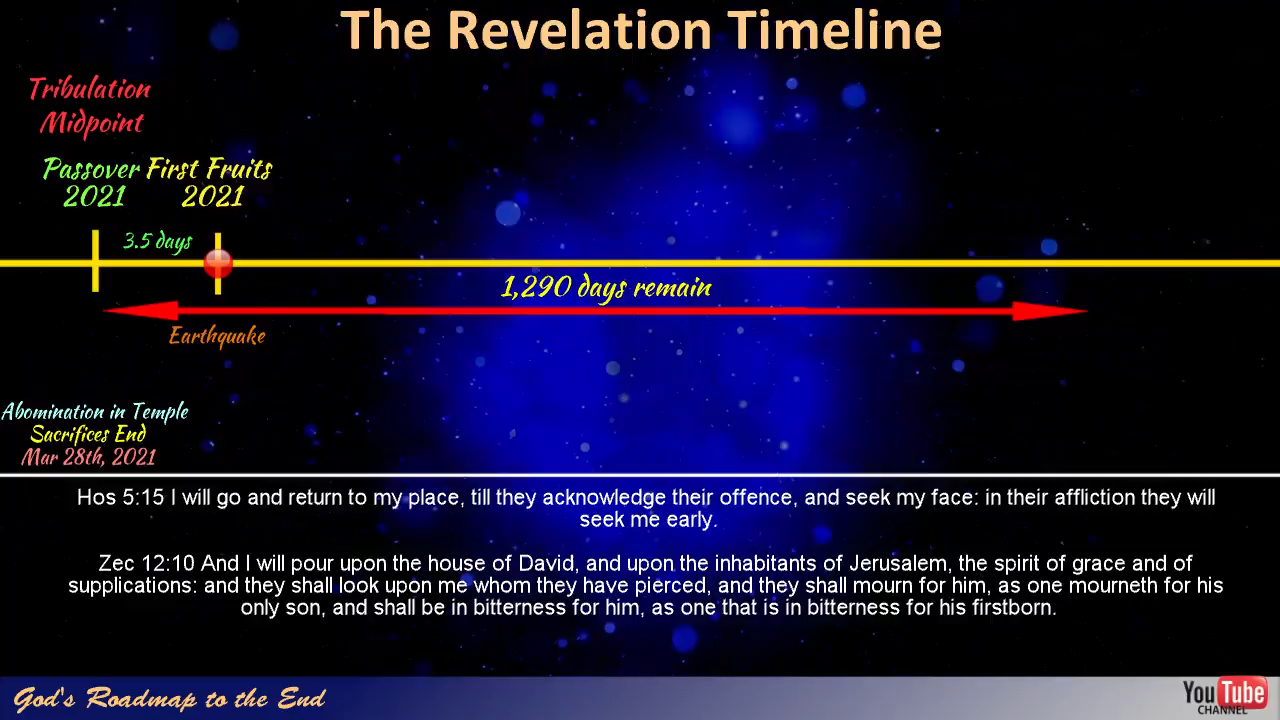 The Revelation Timeline
Tribulation
Midpoint
Passover First Fruits
2021 2021
3.5 days
1,290 days remain
Earthquake
Abomination in Temple
Sacrifices End
Mar 28th, 2021
Hos 5:15 I will go and return to my place, till they acknowledge their offence, and seek my face: in their affliction they will
seek me early.
Zec 12:10 And I will pour upon the house of David, and upon the inhabitants of Jerusalem, the spirit of grace and of
supplications: and they shall look upon me whom they have pierced, and they shall mourn for him, as one mourneth for his
only son, and shall be in bitterness for him, as one that is in bitterness for his firstborn.
God's Roadmap to the End
YouTube
CHANNEL